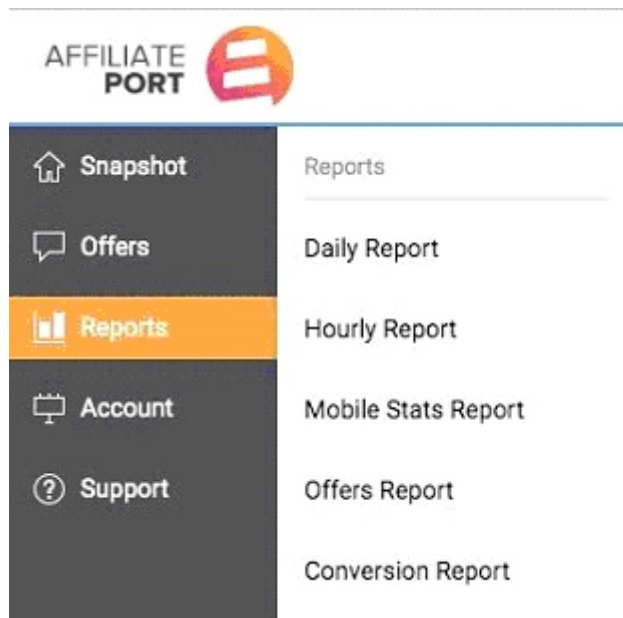 AFFILIATE
PORT
Snapshot
Offers
Reports
Account
Support
Reports
Daily Report
Hourly Report
Mobile Stats Report
Offers Report
Conversion Report